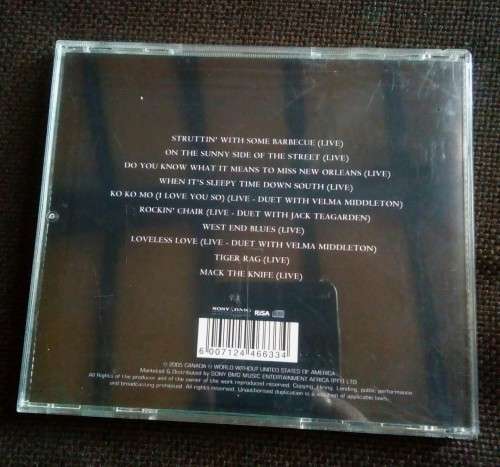 STRUTTIN' WITH SOME BARBECUE (LIVE)
ON THE SUNNY SIDE OF THE STREET (LIVE)
DO YOU KNOW WHAT IT MEANS TO MISS NEW ORLEANS (LIVE)
WHEN IT'S SLEEPY TIME DOWN SOUTH (LIVE)
KO KO MO (I LOVE YOU SO) (LIVE - DUET WITH VELMA MIDDLETON)
ROCKIN' CHAIR (LIVE - DUET WITH JACK TEAGARDEN)
WEST END BLUES (LIVE)
LOVELESS LOVE (LIVE - DUET WITH VELMA MIDDLETON)
TIGER RAG (LIVE)
MACK THE KNIFE (LIVE)
SONY RiSA
6 007124 466334
℗ 2005 CANADA © WORLD WITHOUT UNITED STATES OF AMERICA
Marketed & Distributed by SONY BMG MUSIC ENTERTAINMENT AFRICA (PTY) LTD
All Rights of the producer and of the owner of the work reproduced reserved. Copying, Hiring, Lending, public performance
and broadcasting prohibited. All rights reserved. Unauthorised duplication is a violation of applicable laws.